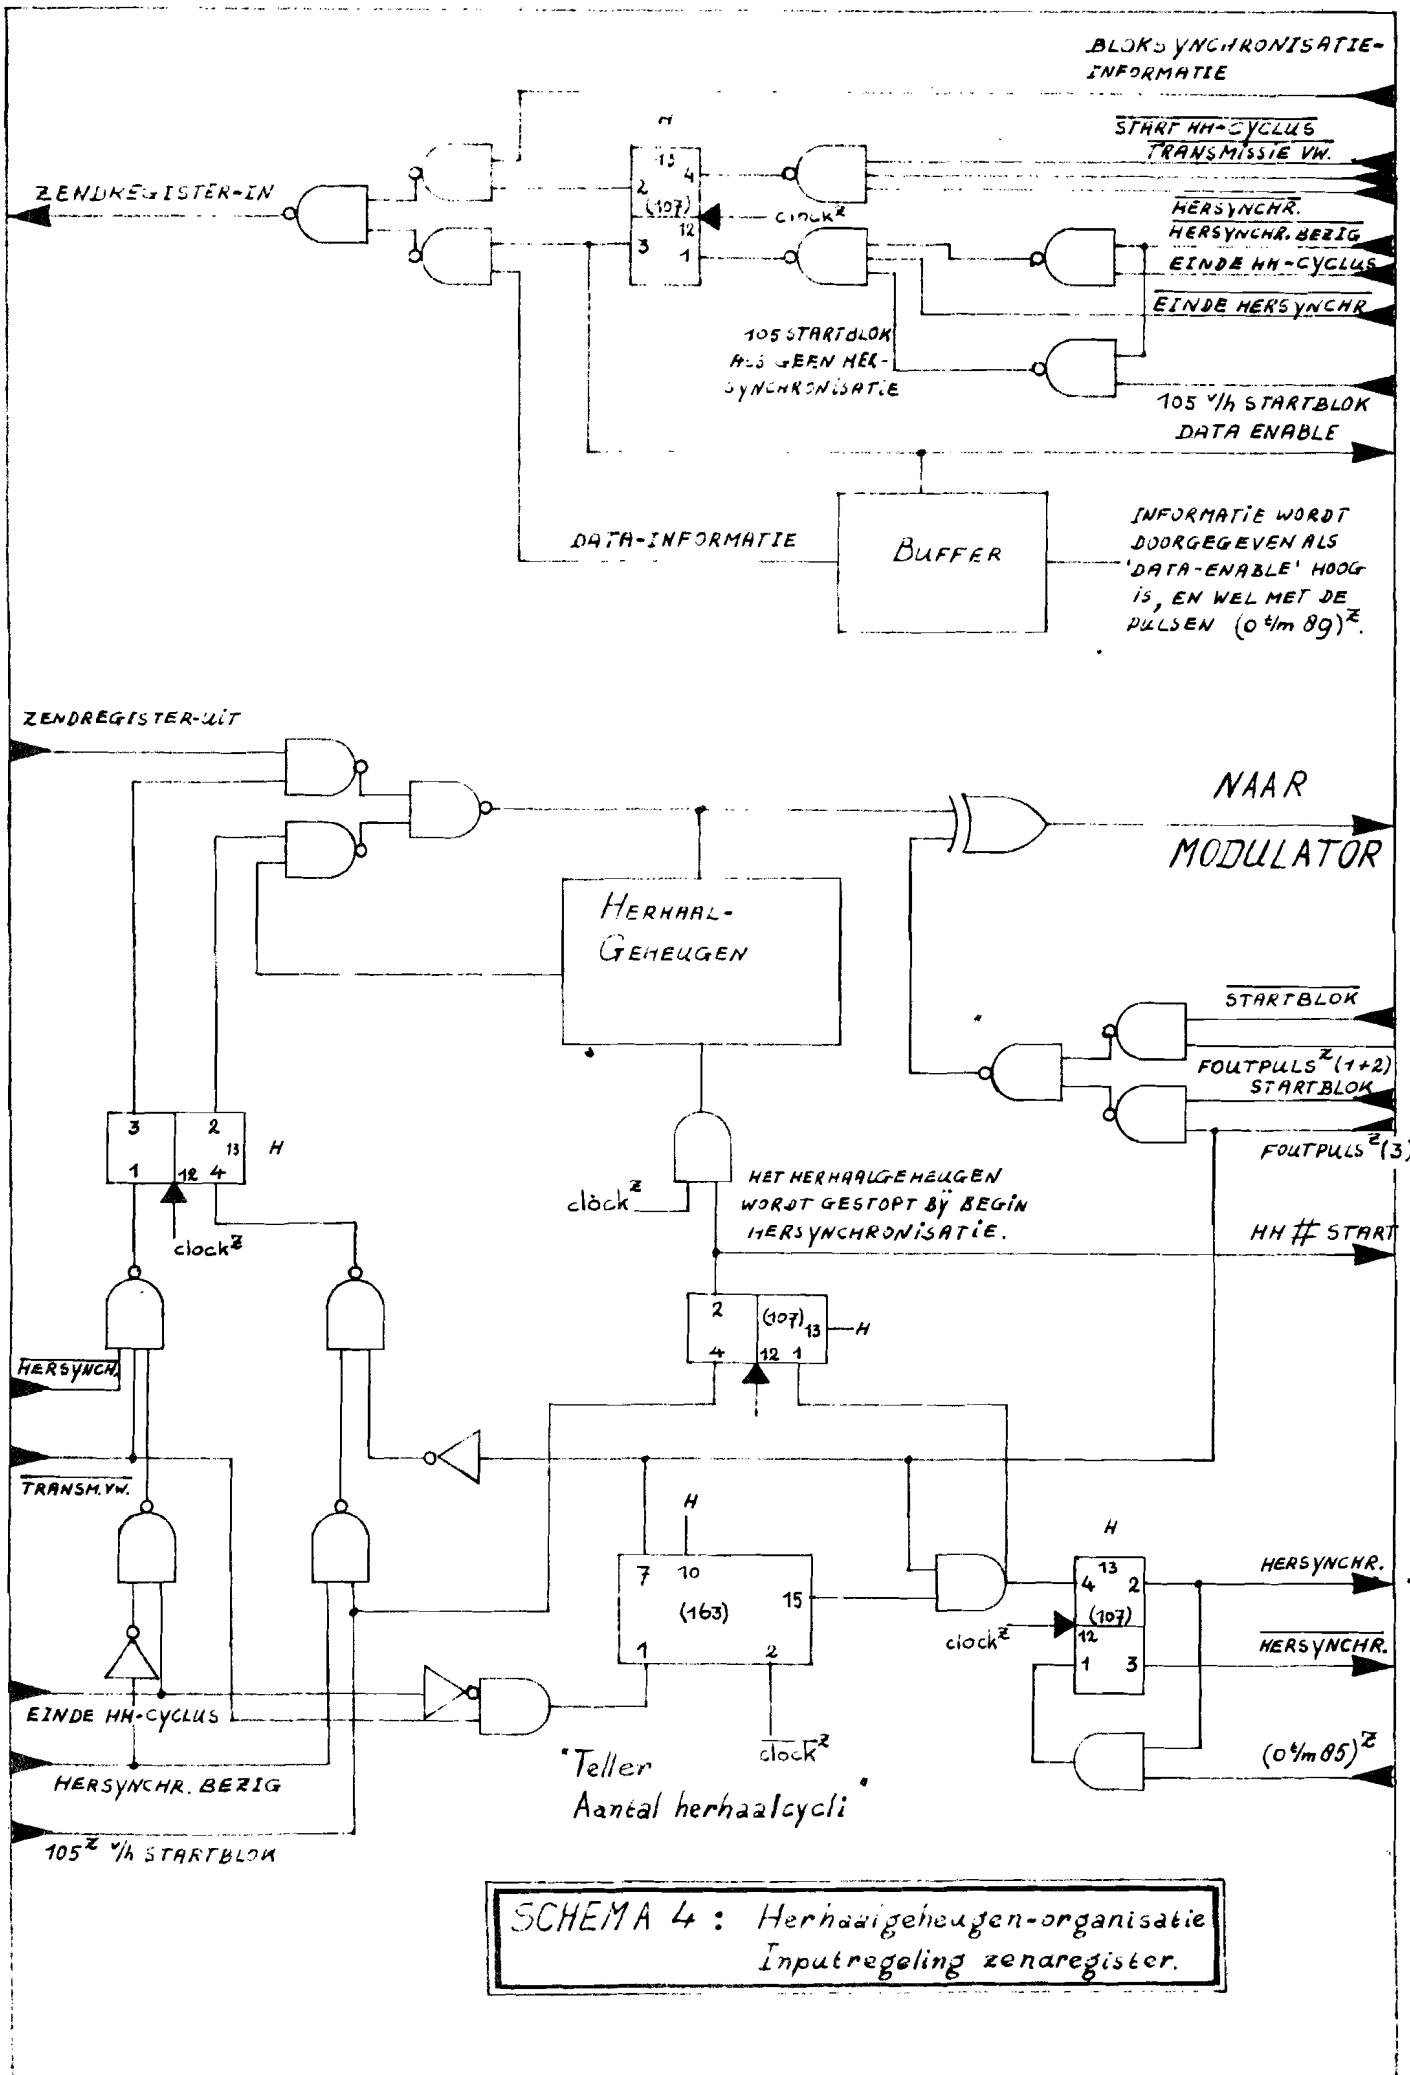 BLOKSYNCHRONISATIE-
INFORMATIE
START HH-CYCLUS
TRANSMISSIE VW.
HERSYNCHR.
HERSYNCHR. BEZIG
EINDE HH-CYCLUS
EINDE HERSYNCHR
105 v/h STARTBLOK
DATA ENABLE
ZENDREGISTER-IN
H
13
2
4
(107)
12
3
1
clock z
105 STARTBLOK
ALS GEEN HER-
SYNCHRONISATIE
DATA-INFORMATIE
BUFFER
INFORMATIE WORDT
DOORGEGEVEN ALS
'DATA-ENABLE' HOOG
IS, EN WEL MET DE
PULSEN (0 t/m 89)z.
ZENDREGISTER-UIT
NAAR
MODULATOR
HERHAAL-
GEHEUGEN
STARTBLOK
FOUTPULS z (1+2)
STARTBLOK
FOUTPULS z (3)
3 2
13 H
1 12 4
clock z
clock z
HET HERHAALGEHEUGEN
WORDT GESTOPT BIJ BEGIN
HERSYNCHRONISATIE.
HH # START
2 (107) 13 H
4 12 1
HERSYNCH.
TRANSM. VW.
H
7 10
(163) 15
1 2
clock z
H
13
4 2
(107)
12
1 3
clock z
HERSYNCHR.
HERSYNCHR.
(0 t/m 85)z
EINDE HH-CYCLUS
HERSYNCHR. BEZIG
105 z v/h STARTBLOK
"Teller
Aantal herhaalcycli"
SCHEMA 4 : Herhaalgeheugen-organisatie
Inputregeling zendregister.